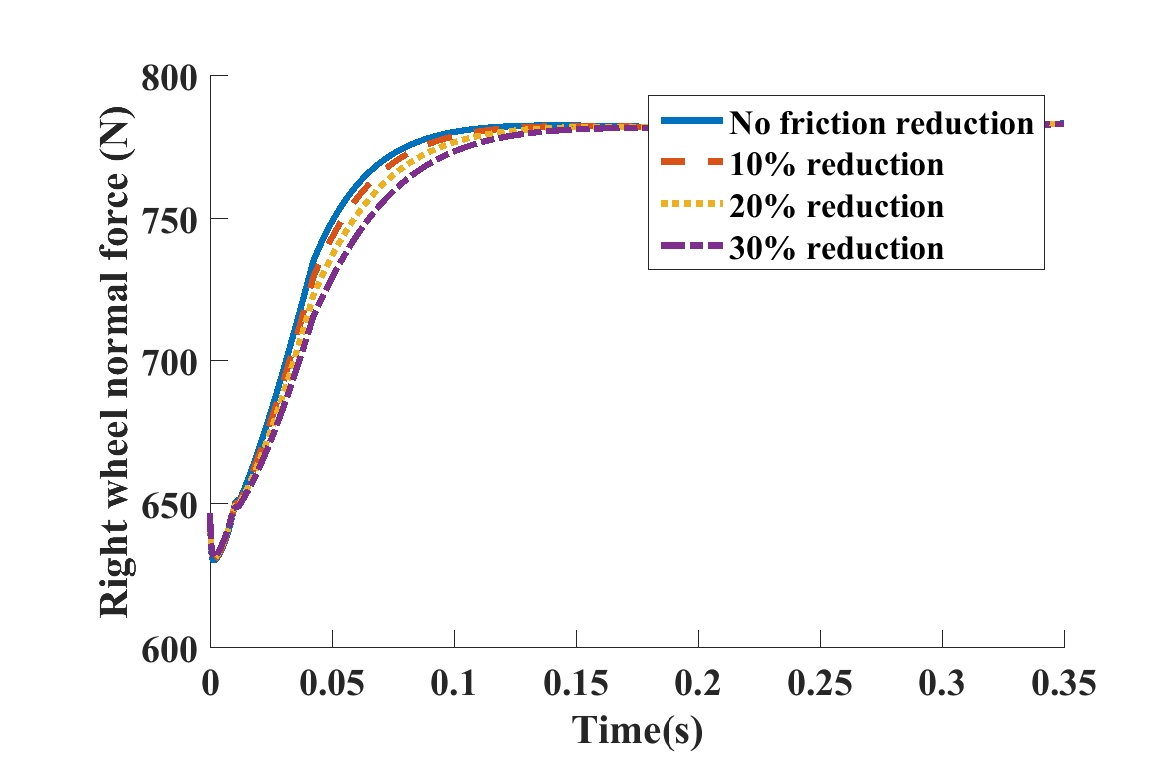 800
750
700
650
600
0
0.05
0.1
0.15
0.2
0.25
0.3
0.35
Right wheel normal force (N)
Time(s)
No friction reduction
10% reduction
20% reduction
30% reduction